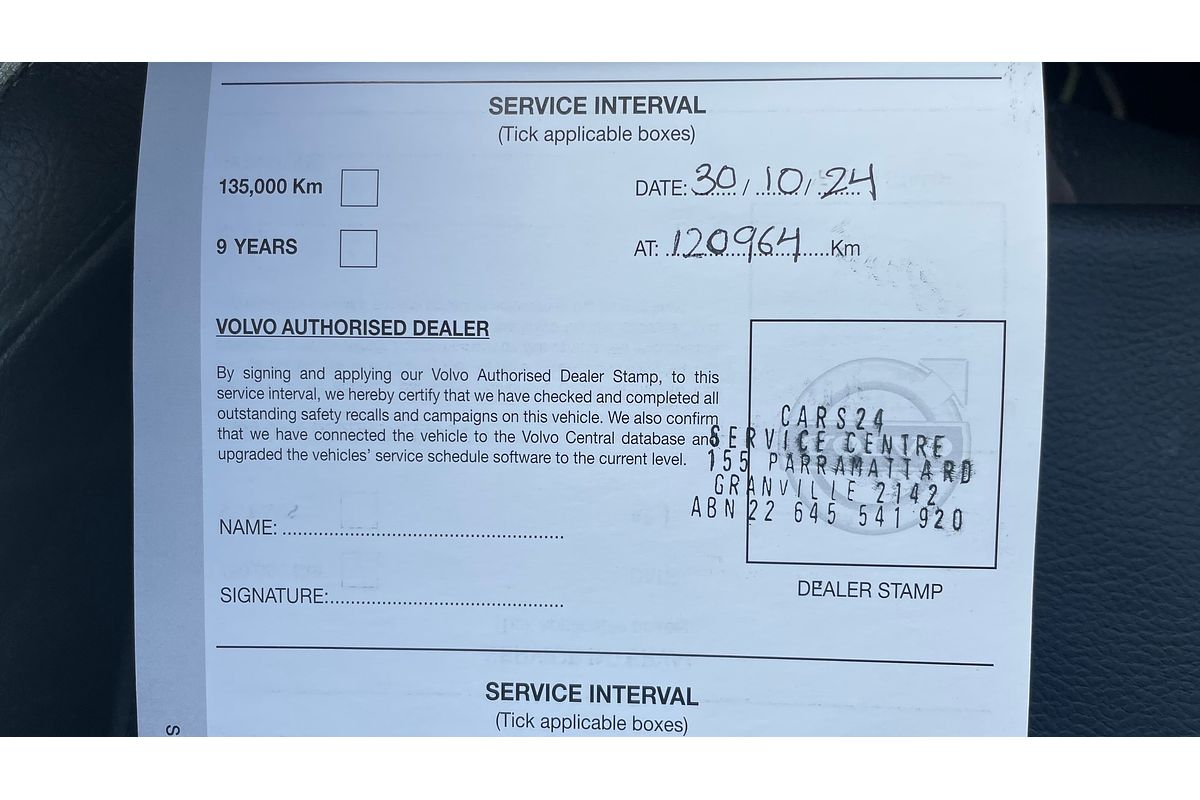 SERVICE INTERVAL
(Tick applicable boxes)
135,000 Km
DATE: 30 / 10 / 24
9 YEARS
AT: 120964 Km
VOLVO AUTHORISED DEALER
By signing and applying our Volvo Authorised Dealer Stamp, to this
service interval, we hereby certify that we have checked and completed all
outstanding safety recalls and campaigns on this vehicle. We also confirm
that we have connected the vehicle to the Volvo Central database and
upgraded the vehicles' service schedule software to the current level.
CARS24
SERVICE CENTRE
155 PARRAMATTARD
GRANVILLE 2142
ABN 22 645 541 920
NAME:
SIGNATURE:
DEALER STAMP
SERVICE INTERVAL
(Tick applicable boxes)
S